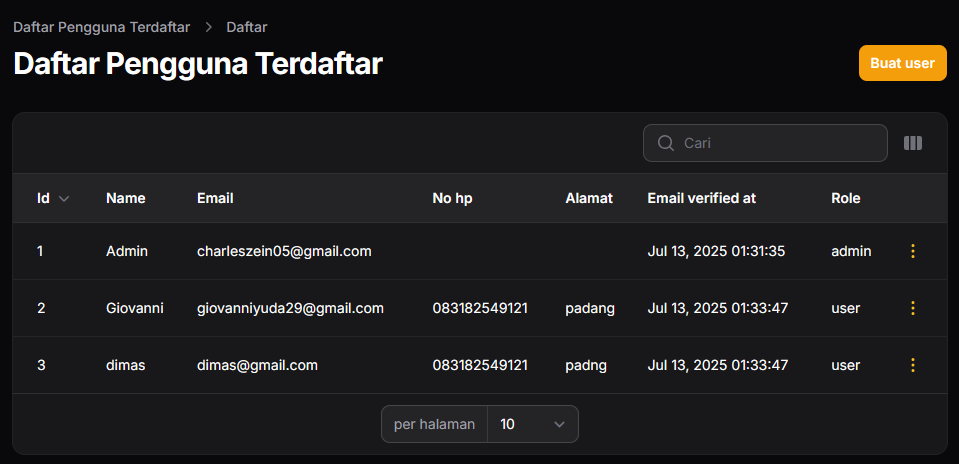 Daftar Pengguna Terdaftar > Daftar
Daftar Pengguna Terdaftar
Buat user
Cari
Id Name Email No hp Alamat Email verified at Role
1 Admin charleszein05@gmail.com Jul 13, 2025 01:31:35 admin
2 Giovanni giovanniyuda29@gmail.com 083182549121 padang Jul 13, 2025 01:33:47 user
3 dimas dimas@gmail.com 083182549121 padng Jul 13, 2025 01:33:47 user
per halaman 10